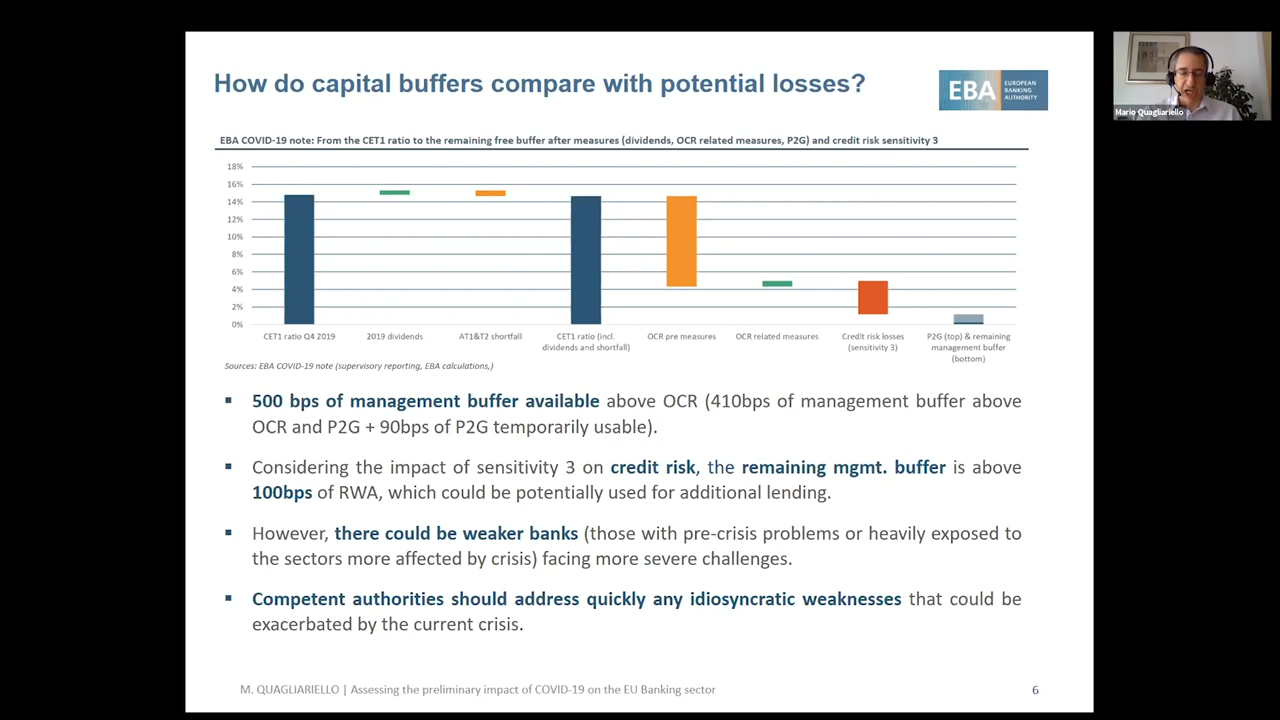 How do capital buffers compare with potential losses?
EBA
EUROPEAN
BANKING
AUTHORITY
Mario Quagliariello
EBA COVID-19 note: From the CET1 ratio to the remaining free buffer after measures (dividends, OCR related measures, P2G) and credit risk sensitivity 3
18%
16%
14%
12%
10%
8%
6%
4%
2%
0%
CET1 ratio Q4 2019
2019 dividends
AT1&T2 shortfall
CET1 ratio (incl.
dividends and shortfall)
OCR pre measures
OCR related measures
Credit risk losses
(sensitivity 3)
P2G (top) & remaining
management buffer
(bottom)
Sources: EBA COVID-19 note (supervisory reporting, EBA calculations,)
▪ 500 bps of management buffer available above OCR (410bps of management buffer above
OCR and P2G + 90bps of P2G temporarily usable).
▪ Considering the impact of sensitivity 3 on credit risk, the remaining mgmt. buffer is above
100bps of RWA, which could be potentially used for additional lending.
▪ However, there could be weaker banks (those with pre-crisis problems or heavily exposed to
the sectors more affected by crisis) facing more severe challenges.
▪ Competent authorities should address quickly any idiosyncratic weaknesses that could be
exacerbated by the current crisis.
M. QUAGLIARIELLO | Assessing the preliminary impact of COVID-19 on the EU Banking sector
6